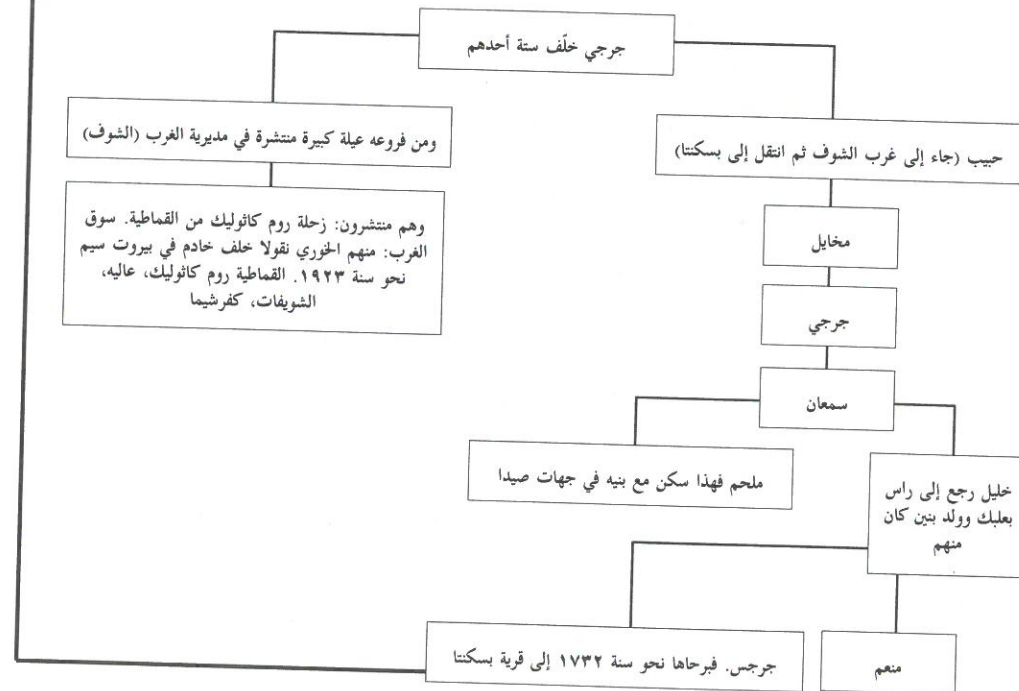 جرجي خلّف ستة أحدهم
حبيب (جاء إلى غرب الشوف ثم انتقل إلى بسكنتا)
ومن فروعه عيلة كبيرة منتشرة في مديرية الغرب (الشوف)
وهم منتشرون: زحلة روم كاثوليك من القماطية. سوق
الغرب: منهم الخوري نقولا خلف خادم في بيروت سيم
نحو سنة ١٩٢٣. القماطية روم كاثوليك، عاليه،
الشويفات، كفرشيما
مخايل
جرجي
سمعان
ملحم فهذا سكن مع بنيه في جهات صيدا
خليل رجع إلى راس
بعلبك وولد بنين كان
منهم
منعم
جرجس. فبرحاها نحو سنة ١٧٣٢ إلى قرية بسكنتا